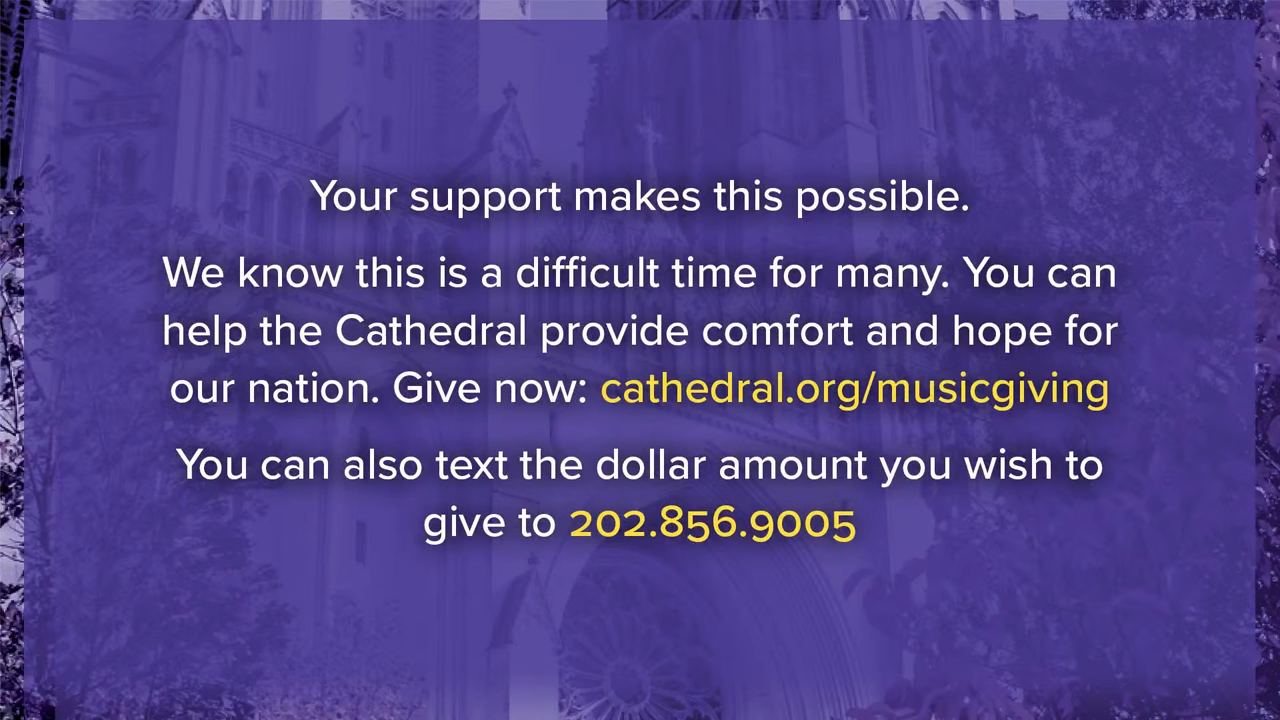 Your support makes this possible.
We know this is a difficult time for many. You can
help the Cathedral provide comfort and hope for
our nation. Give now: cathedral.org/musicgiving
You can also text the dollar amount you wish to
give to 202.856.9005